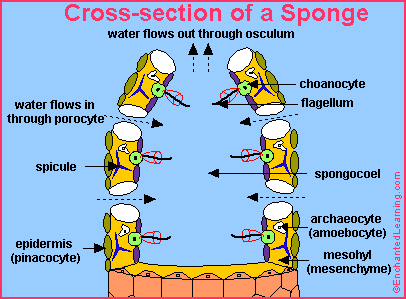 Cross-section of a Sponge
water flows out through osculum
choanocyte
flagellum
water flows in
through porocyte
spicule
spongocoel
archaeocyte
(amoebocyte)
epidermis
(pinacocyte)
mesohyl
(mesenchyme)
©EnchantedLearning.com